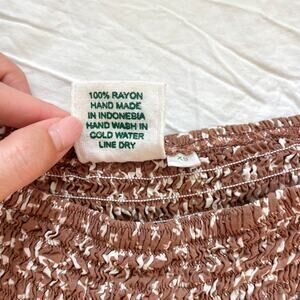 100% RAYON
HAND MADE
IN INDONESIA
HAND WASH IN
COLD WATER
LINE DRY
XS